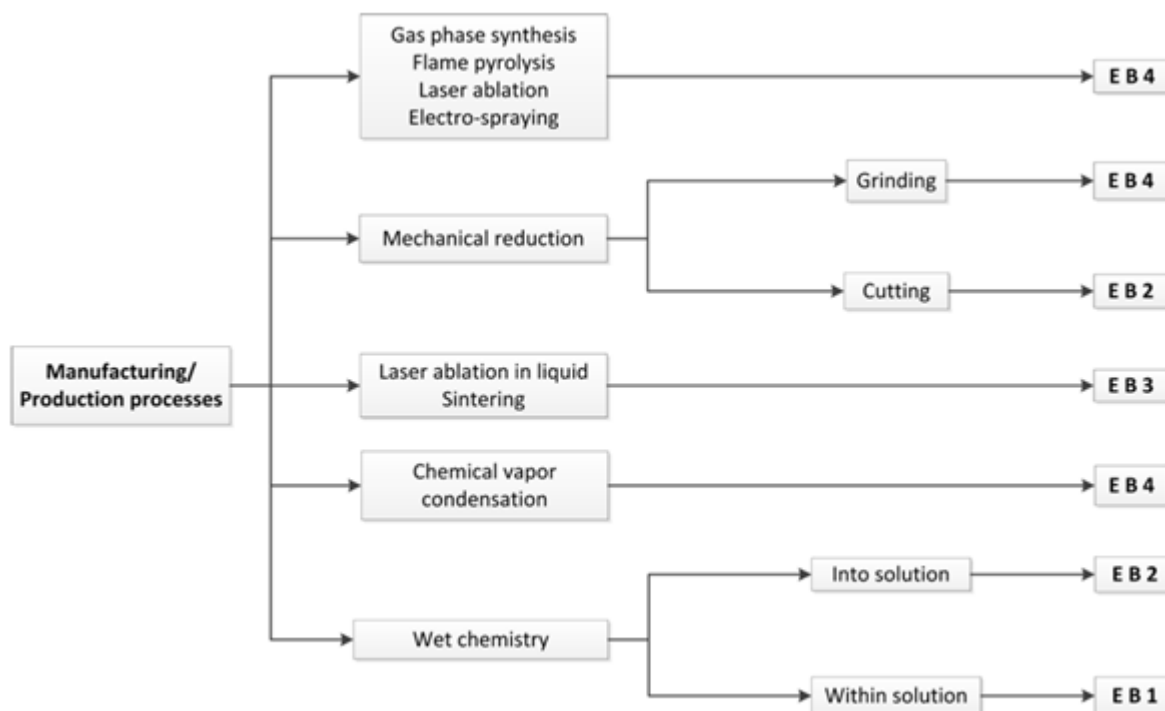 Gas phase synthesis
Flame pyrolysis
Laser ablation
Electro-spraying
E B 4
Grinding
E B 4
Mechanical reduction
Cutting
E B 2
Manufacturing/
Production processes
Laser ablation in liquid
Sintering
E B 3
Chemical vapor
condensation
E B 4
Into solution
E B 2
Wet chemistry
Within solution
E B 1